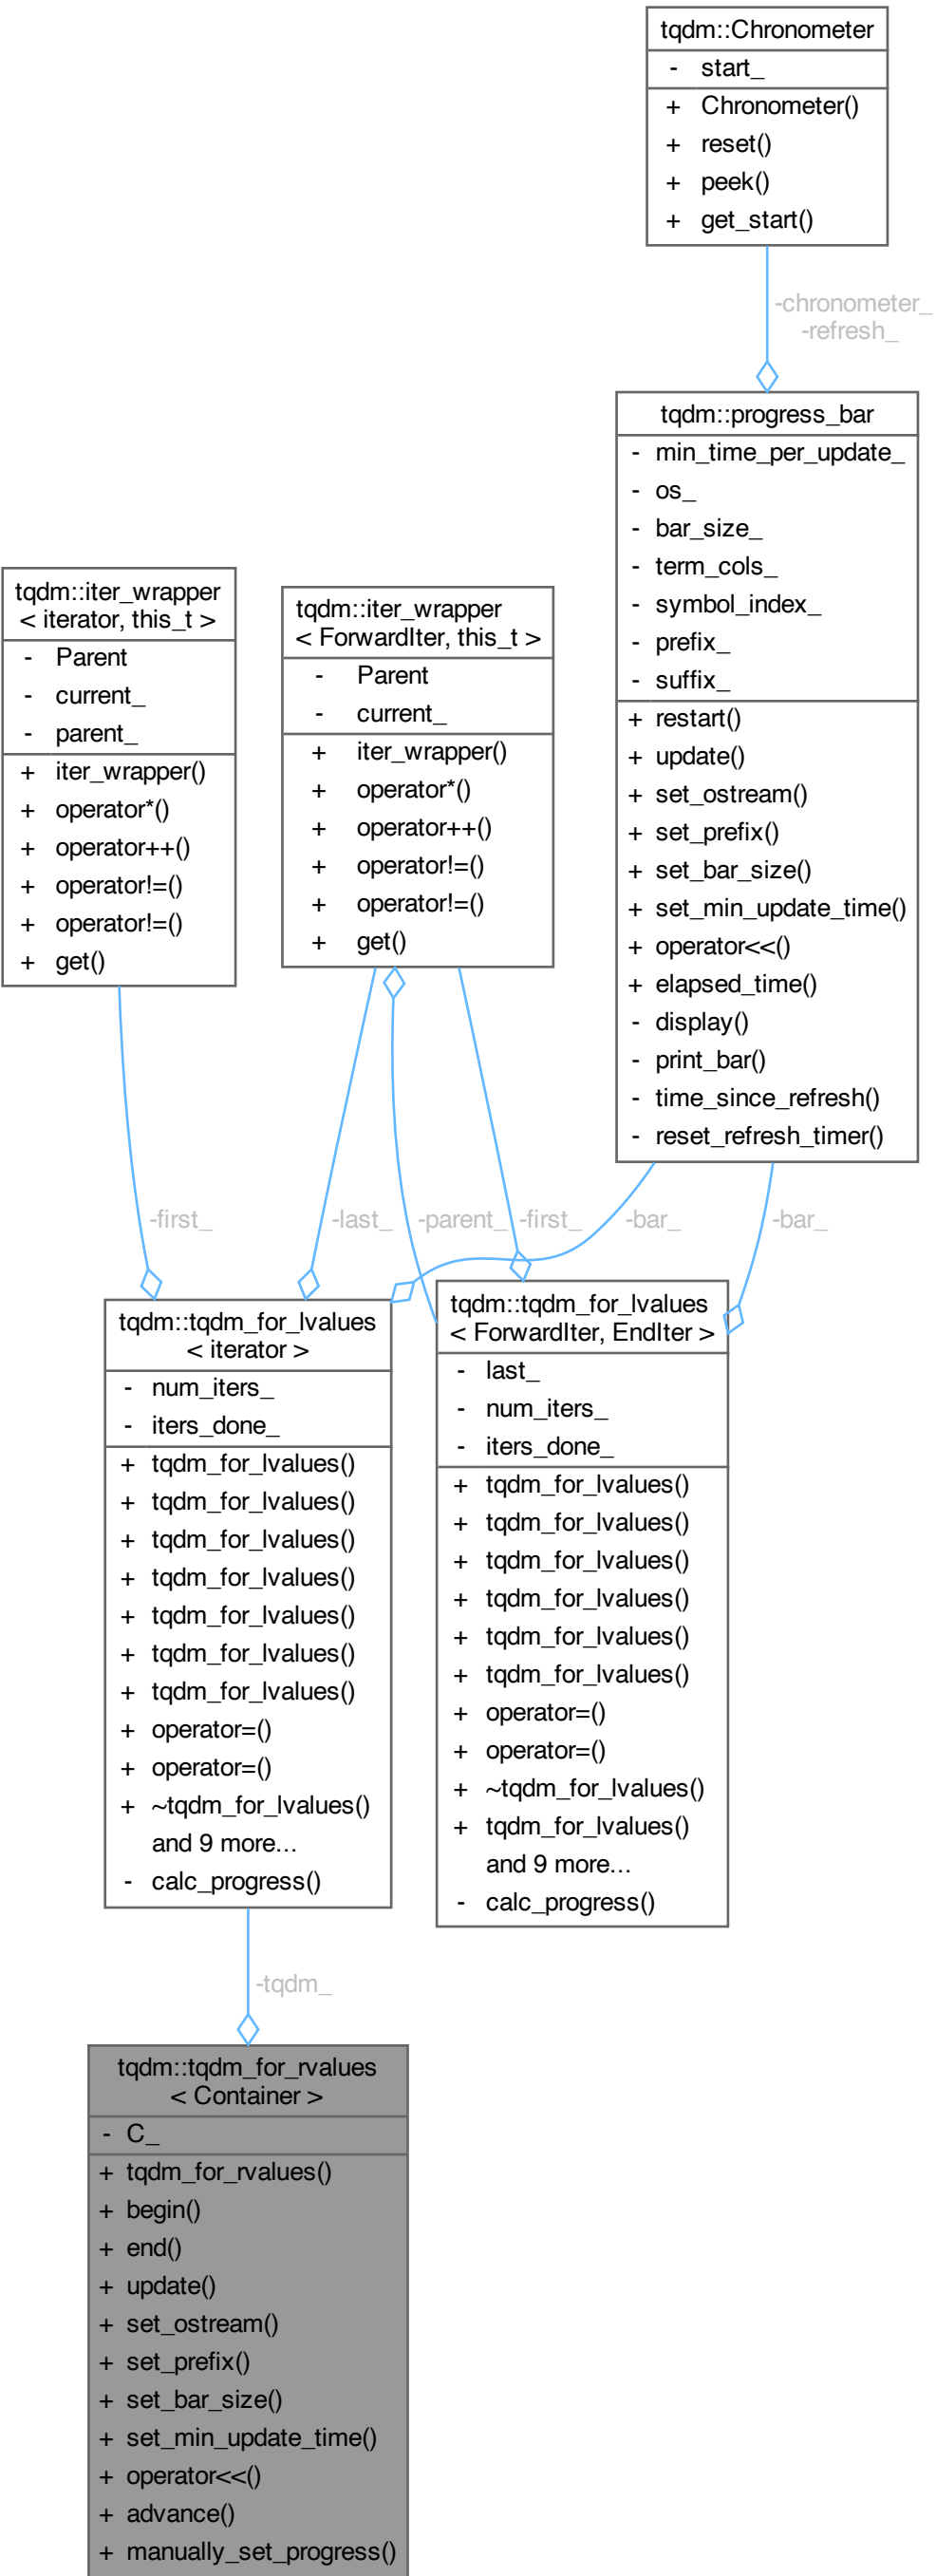 tqdm::Chronometer
- start_
+ Chronometer()
+ reset()
+ peek()
+ get_start()
-chronometer_
-refresh_
tqdm::progress_bar
- min_time_per_update_
- os_
- bar_size_
- term_cols_
- symbol_index_
- prefix_
- suffix_
+ restart()
+ update()
+ set_ostream()
+ set_prefix()
+ set_bar_size()
+ set_min_update_time()
+ operator<<()
+ elapsed_time()
- display()
- print_bar()
- time_since_refresh()
- reset_refresh_timer()
tqdm::iter_wrapper
< iterator, this_t >
- Parent
- current_
- parent_
+ iter_wrapper()
+ operator*()
+ operator++()
+ operator!=()
+ operator!=()
+ get()
tqdm::iter_wrapper
< ForwardIter, this_t >
- Parent
- current_
+ iter_wrapper()
+ operator*()
+ operator++()
+ operator!=()
+ operator!=()
+ get()
-first_
-last_
-parent_
-first_
-bar_
-bar_
tqdm::tqdm_for_lvalues
< iterator >
- num_iters_
- iters_done_
+ tqdm_for_lvalues()
+ tqdm_for_lvalues()
+ tqdm_for_lvalues()
+ tqdm_for_lvalues()
+ tqdm_for_lvalues()
+ tqdm_for_lvalues()
+ tqdm_for_lvalues()
+ operator=()
+ operator=()
+ ~tqdm_for_lvalues()
and 9 more...
- calc_progress()
tqdm::tqdm_for_lvalues
< ForwardIter, EndIter >
- last_
- num_iters_
- iters_done_
+ tqdm_for_lvalues()
+ tqdm_for_lvalues()
+ tqdm_for_lvalues()
+ tqdm_for_lvalues()
+ tqdm_for_lvalues()
+ tqdm_for_lvalues()
+ operator=()
+ operator=()
+ ~tqdm_for_lvalues()
+ tqdm_for_lvalues()
and 9 more...
- calc_progress()
-tqdm_
tqdm::tqdm_for_rvalues
< Container >
- C_
+ tqdm_for_rvalues()
+ begin()
+ end()
+ update()
+ set_ostream()
+ set_prefix()
+ set_bar_size()
+ set_min_update_time()
+ operator<<()
+ advance()
+ manually_set_progress()